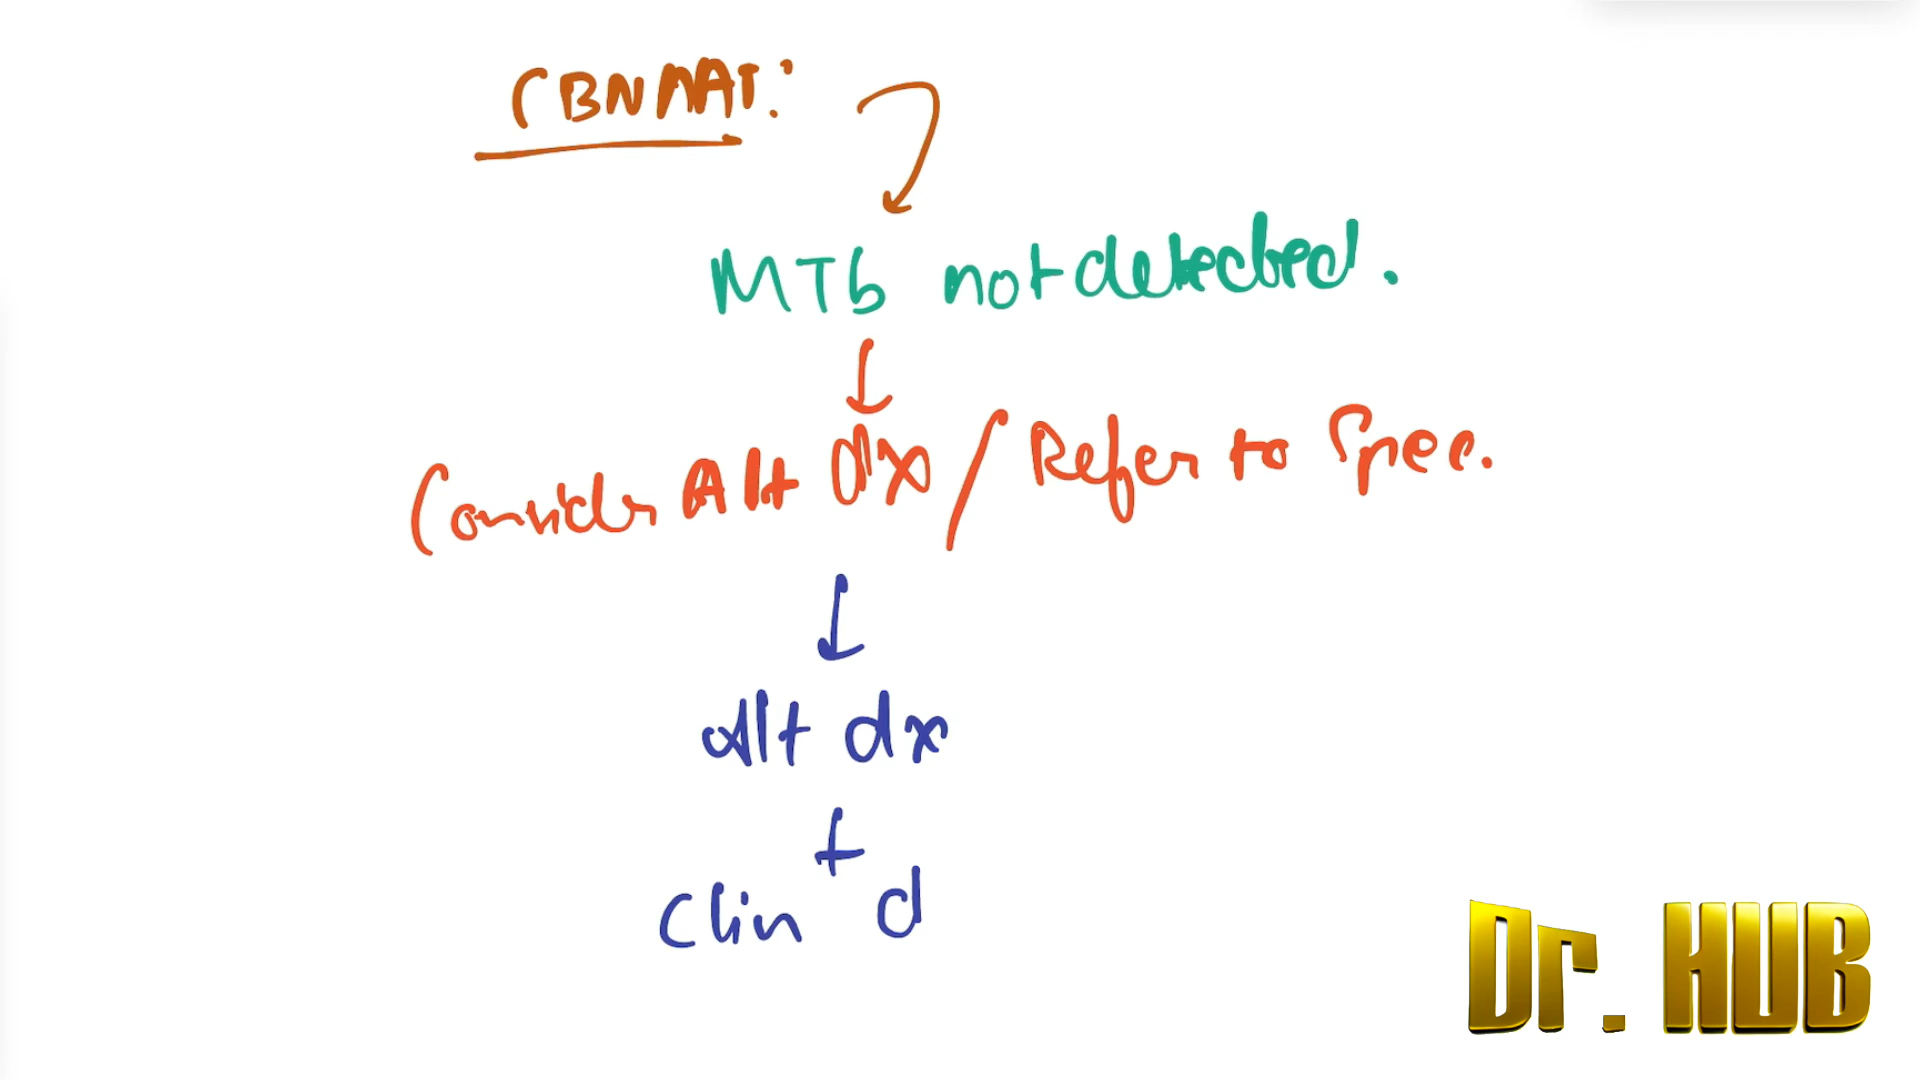 CBNAAT:
MTb not detected.
Consider Alt dx / Refer to Spec.
Alt dx
+
Clin d
Dr. HUB